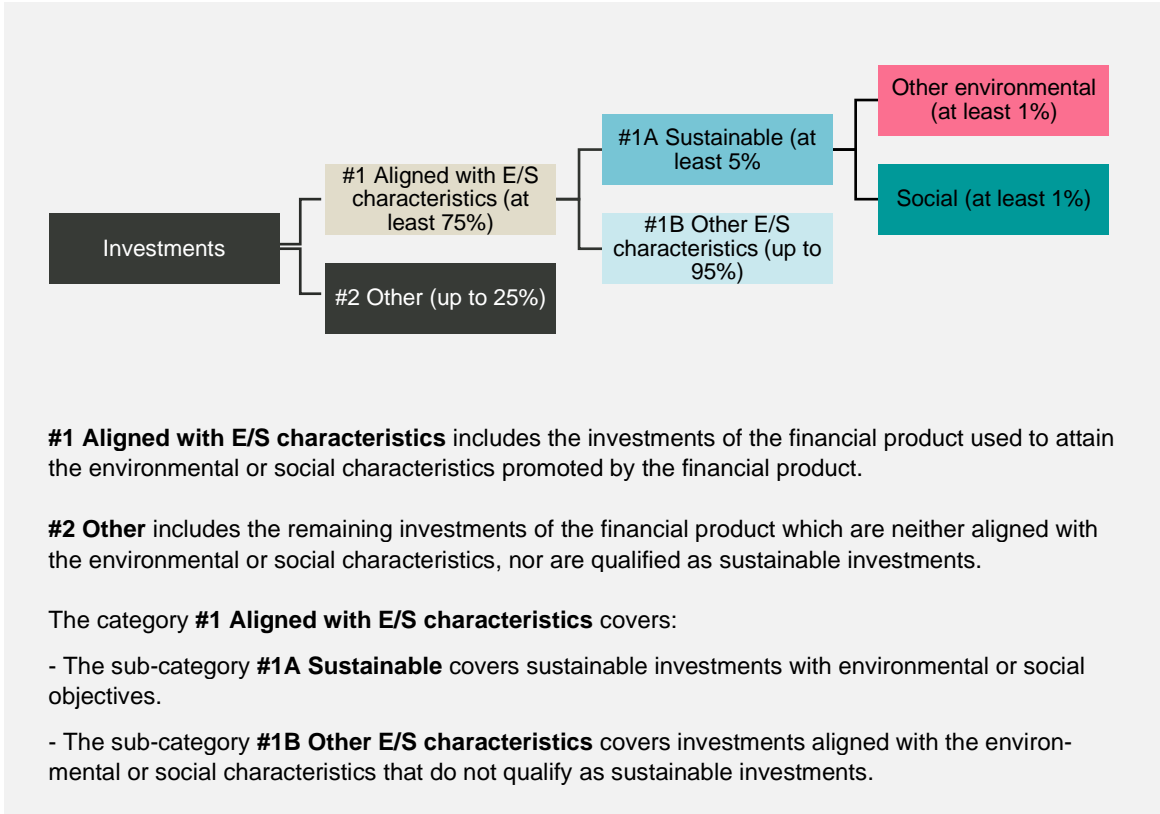 Investments
#1 Aligned with E/S
characteristics (at
least 75%)
#2 Other (up to 25%)
#1A Sustainable (at
least 5%
#1B Other E/S
characteristics (up to
95%)
Other environmental
(at least 1%)
Social (at least 1%)
#1 Aligned with E/S characteristics includes the investments of the financial product used to attain
the environmental or social characteristics promoted by the financial product.
#2 Other includes the remaining investments of the financial product which are neither aligned with
the environmental or social characteristics, nor are qualified as sustainable investments.
The category #1 Aligned with E/S characteristics covers:
- The sub-category #1A Sustainable covers sustainable investments with environmental or social
objectives.
- The sub-category #1B Other E/S characteristics covers investments aligned with the environ-
mental or social characteristics that do not qualify as sustainable investments.